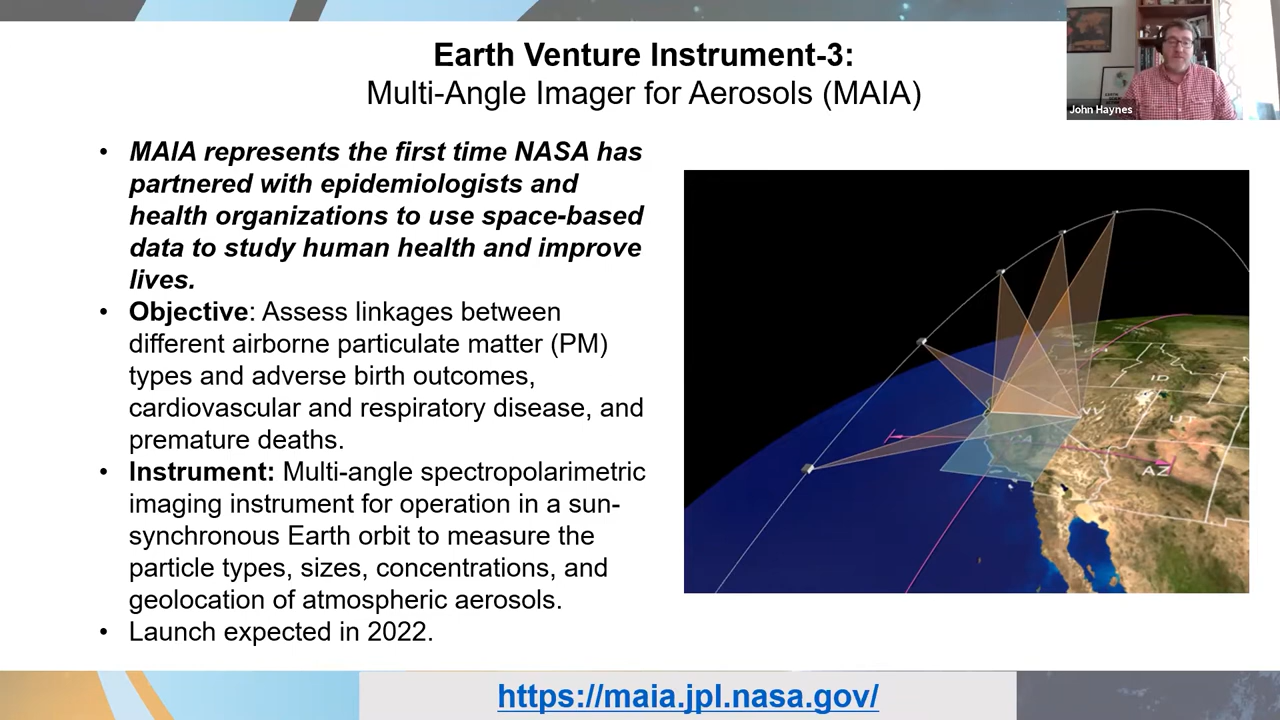 Earth Venture Instrument-3:
Multi-Angle Imager for Aerosols (MAIA)
John Haynes
• MAIA represents the first time NASA has
partnered with epidemiologists and
health organizations to use space-based
data to study human health and improve
lives.
• Objective: Assess linkages between
different airborne particulate matter (PM)
types and adverse birth outcomes,
cardiovascular and respiratory disease, and
premature deaths.
• Instrument: Multi-angle spectropolarimetric
imaging instrument for operation in a sun-
synchronous Earth orbit to measure the
particle types, sizes, concentrations, and
geolocation of atmospheric aerosols.
• Launch expected in 2022.
ID
NV
UT
CA
AZ
https://maia.jpl.nasa.gov/